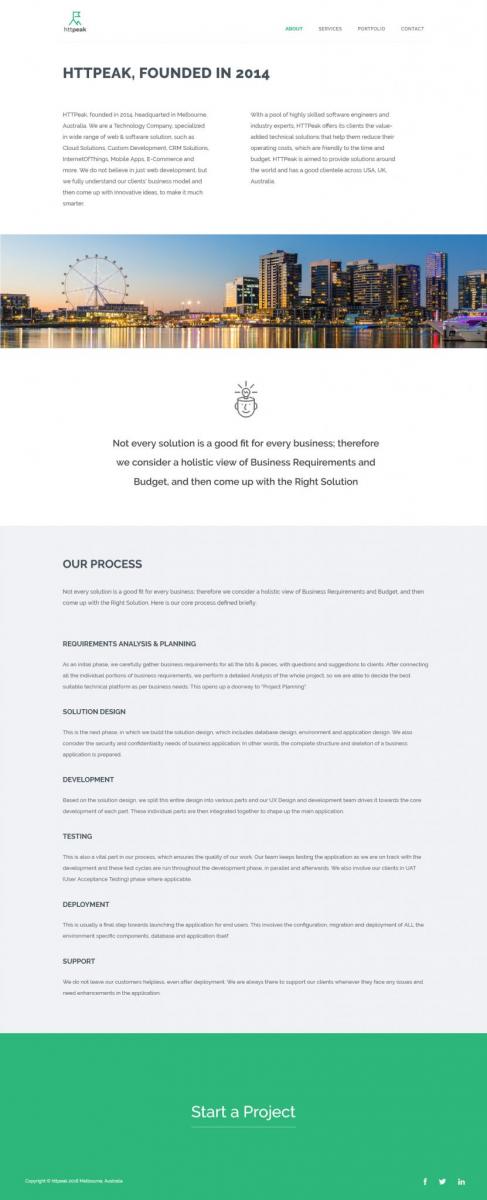 httpeak
ABOUT SERVICES PORTFOLIO CONTACT
HTTPEAK, FOUNDED IN 2014
HTTPeak, founded in 2014, headquarted in Melbourne,
Australia. We are a Technology Company, specialized
in wide range of web & software solution, such as
Cloud Solutions, Custom Development, CRM Solutions,
InternetOfThings, Mobile Apps, E-Commerce and
more. We do not believe in just web development, but
we fully understand our clients' business model and
then come up with Innovative ideas, to make it much
smarter.
With a pool of highly skilled software engineers and
industry experts, HTTPeak offers its clients the value-
added technical solutions that help them reduce their
operating costs, which are friendly to the time and
budget. HTTPeak is aimed to provide solutions around
the world and has a good clientele across USA, UK,
Australia.
Not every solution is a good fit for every business; therefore
we consider a holistic view of Business Requirements and
Budget, and then come up with the Right Solution
OUR PROCESS
Not every solution is a good fit for every business; therefore we consider a holistic view of Business Requirements and Budget, and then
come up with the Right Solution. Here is our core process defined briefly:
REQUIREMENTS ANALYSIS & PLANNING
As an initial phase, we carefully gather business requirements for all the bits & pieces, with questions and suggestions to clients. After connecting
all the individual portions of business requirements, we perform a detailed Analysis of the whole project, so we are able to decide the best
suitable technical platform as per business needs. This opens up a doorway to "Project Planning"
SOLUTION DESIGN
This is the next phase, in which we build the solution design, which includes database design, environment and application design. We also
consider the security and confidentiality needs of business application. In other words, the complete structure and skeleton of a business
application is prepared.
DEVELOPMENT
Based on the solution design, we split this entire design into various parts and our UX Design and development team drives it towards the core
development of each part. These individual parts are then integrated together to shape up the main application.
TESTING
This is also a vital part in our process, which ensures the quality of our work. Our team keeps testing the application as we are on track with the
development and these test cycles are run throughout the development phase, in parallel and afterwards. We also involve our clients in UAT
(User Acceptance Testing) phase where applicable.
DEPLOYMENT
This is usually a final step towards launching the application for end users. This involves the configuration, migration and deployment of ALL the
environment specific components, database and application itself
SUPPORT
We do not leave our customers helpless, even after deployment. We are always there to support our clients whenever they face any issues and
need enhancements in the application.
Start a Project
Copyright © httpeak 2018 Melbourne, Australia